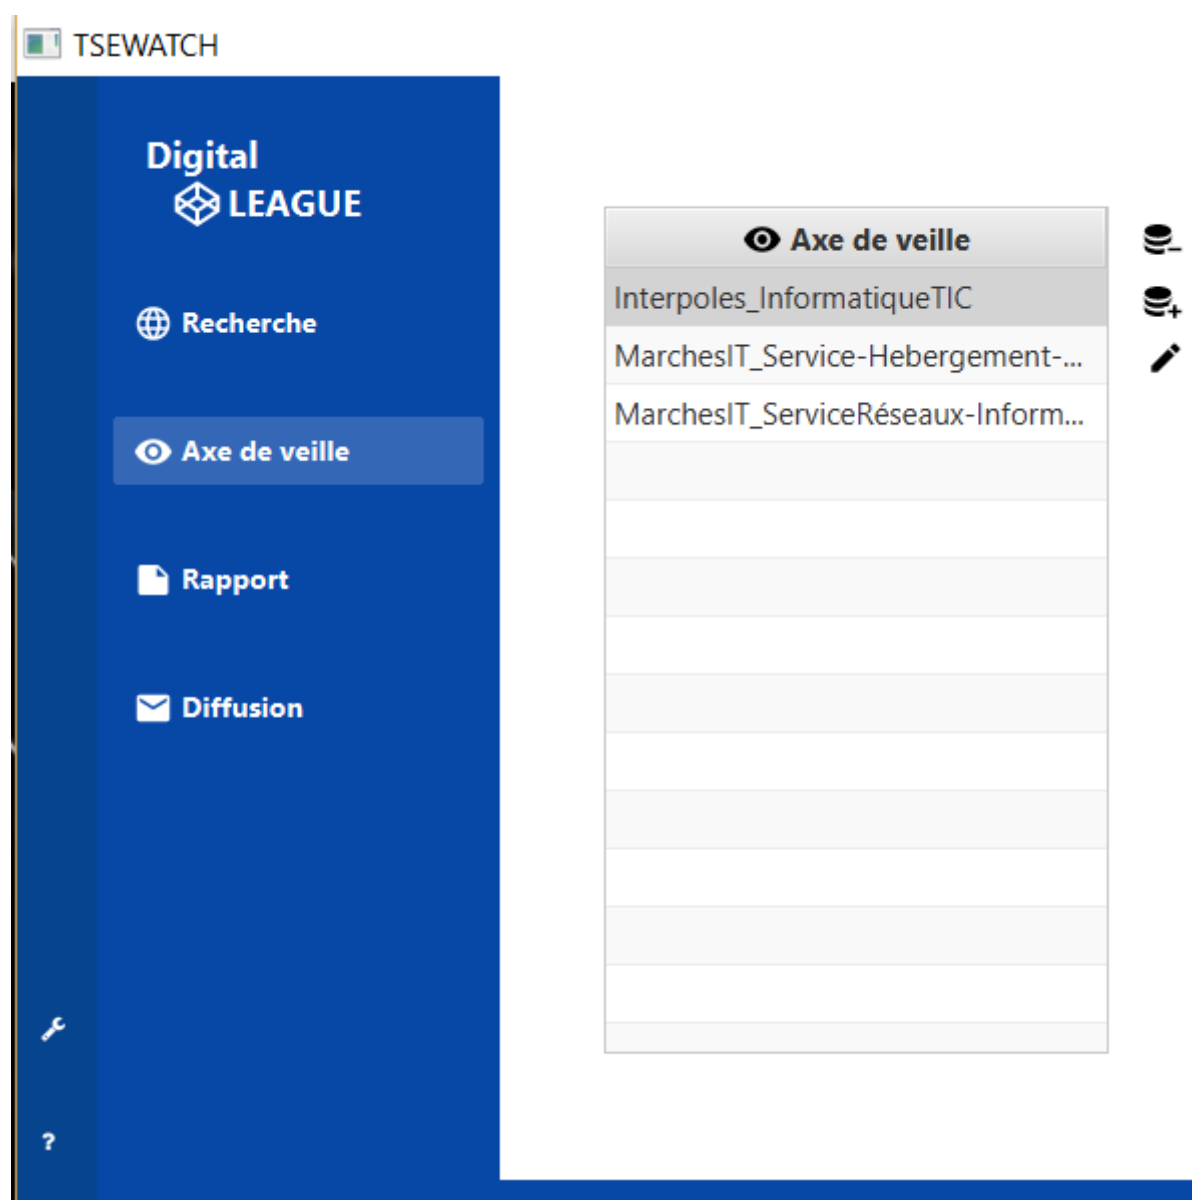 TSEWATCH
Digital
LEAGUE
Recherche
Axe de veille
Rapport
Diffusion
?
Axe de veille
Interpoles_InformatiqueTIC
MarchesIT_Service-Hebergement-...
MarchesIT_ServiceRéseaux-Inform...